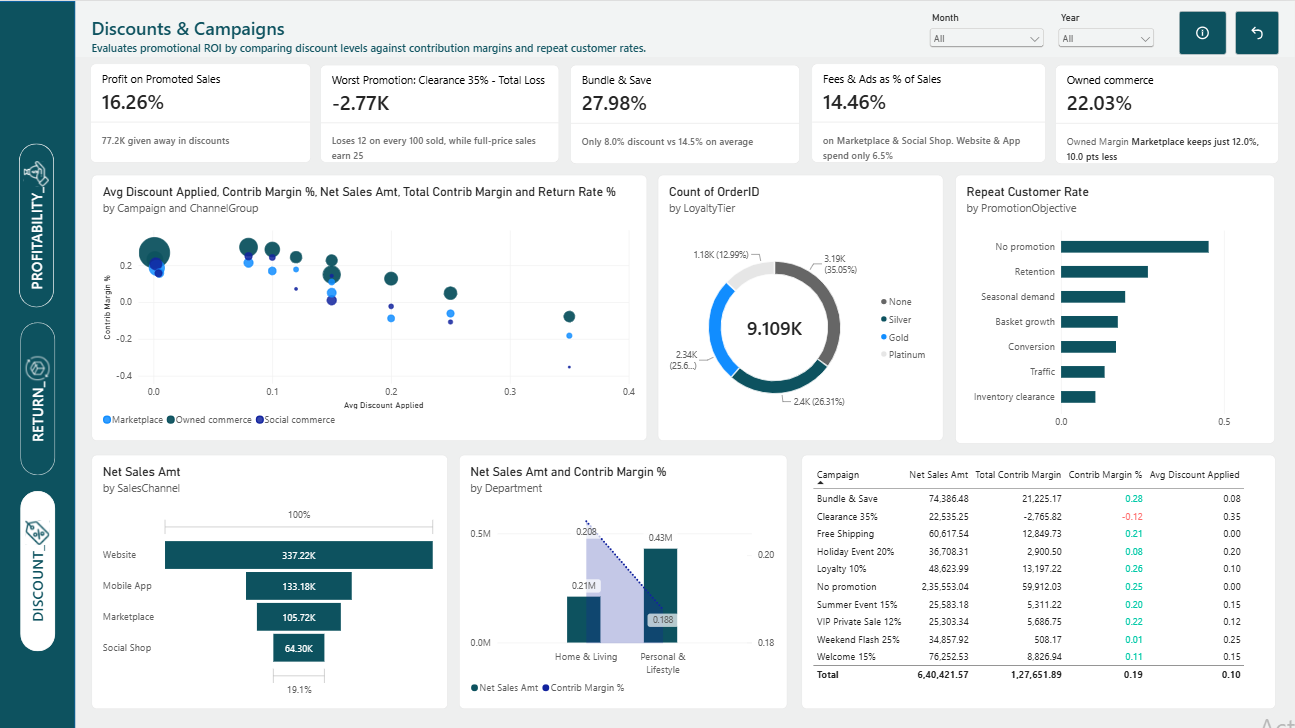 Discounts & Campaigns
Evaluates promotional ROI by comparing discount levels against contribution margins and repeat customer rates.
Month
All
Year
All
PROFITABILITY_
RETURN_
DISCOUNT_
Profit on Promoted Sales
16.26%
77.2K given away in discounts
Worst Promotion: Clearance 35% - Total Loss
-2.77K
Loses 12 on every 100 sold, while full-price sales
earn 25
Bundle & Save
27.98%
Only 8.0% discount vs 14.5% on average
Fees & Ads as % of Sales
14.46%
on Marketplace & Social Shop. Website & App
spend only 6.5%
Owned commerce
22.03%
Owned Margin Marketplace keeps just 12.0%,
10.0 pts less
Avg Discount Applied, Contrib Margin %, Net Sales Amt, Total Contrib Margin and Return Rate %
by Campaign and ChannelGroup
Contrib Margin %
0.2
0.0
-0.2
-0.4
0.0 0.1 0.2 0.3 0.4
Avg Discount Applied
Marketplace Owned commerce Social commerce
Count of OrderID
by LoyaltyTier
1.18K (12.99%)
3.19K
(35.05%)
9.109K
2.34K
(25.6...)
2.4K (26.31%)
None
Silver
Gold
Platinum
Repeat Customer Rate
by PromotionObjective
No promotion
Retention
Seasonal demand
Basket growth
Conversion
Traffic
Inventory clearance
0.0 0.5
Net Sales Amt
by SalesChannel
100%
Website 337.22K
Mobile App 133.18K
Marketplace 105.72K
Social Shop 64.30K
19.1%
Net Sales Amt and Contrib Margin %
by Department
0.5M
0.0M
0.208
0.43M
0.21M
0.188
0.20
0.18
Home & Living
Personal &
Lifestyle
Net Sales Amt Contrib Margin %
Campaign Net Sales Amt Total Contrib Margin Contrib Margin % Avg Discount Applied
Bundle & Save 74,386.48 21,225.17 0.28 0.08
Clearance 35% 22,535.25 -2,765.82 -0.12 0.35
Free Shipping 60,617.54 12,849.73 0.21 0.00
Holiday Event 20% 36,708.31 2,900.50 0.08 0.20
Loyalty 10% 48,623.99 13,197.22 0.26 0.10
No promotion 2,35,553.04 59,912.03 0.25 0.00
Summer Event 15% 25,583.18 5,311.22 0.20 0.15
VIP Private Sale 12% 25,303.34 5,686.75 0.22 0.12
Weekend Flash 25% 34,857.92 508.17 0.01 0.25
Welcome 15% 76,252.53 8,826.94 0.11 0.15
Total 6,40,421.57 1,27,651.89 0.19 0.10